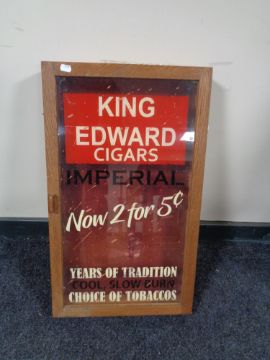 KING
EDWARD
CIGARS
IMPERIAL
Now 2 for 5¢
YEARS OF TRADITION
COOL, SLOW BURN
CHOICE OF TOBACCOS